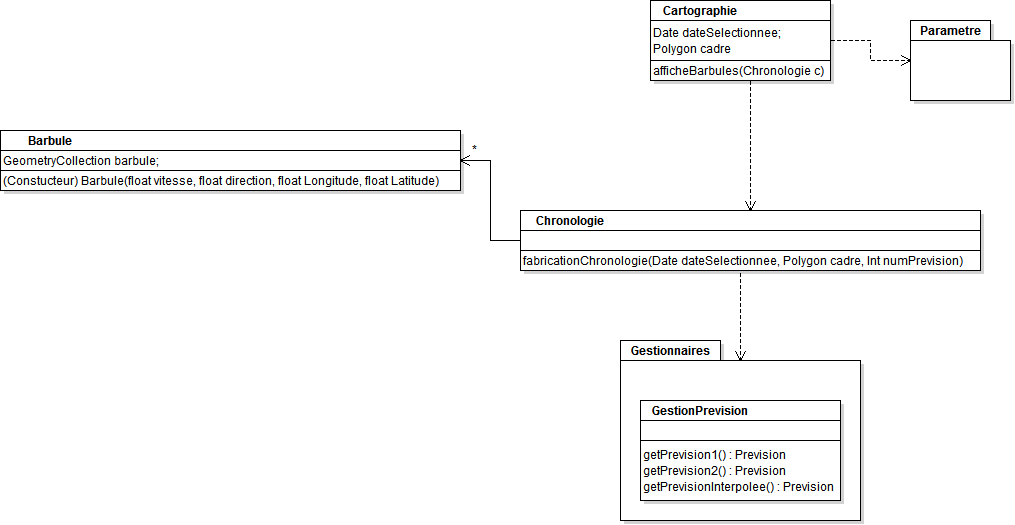 Cartographie
Date dateSelectionnee;
Polygon cadre
afficheBarbules(Chronologie c)
Parametre
Barbule
GeometryCollection barbule;
(Constucteur) Barbule(float vitesse, float direction, float Longitude, float Latitude)
*
Chronologie
fabricationChronologie(Date dateSelectionnee, Polygon cadre, Int numPrevision)
Gestionnaires
GestionPrevision
getPrevision1() : Prevision
getPrevision2() : Prevision
getPrevisionInterpolee() : Prevision